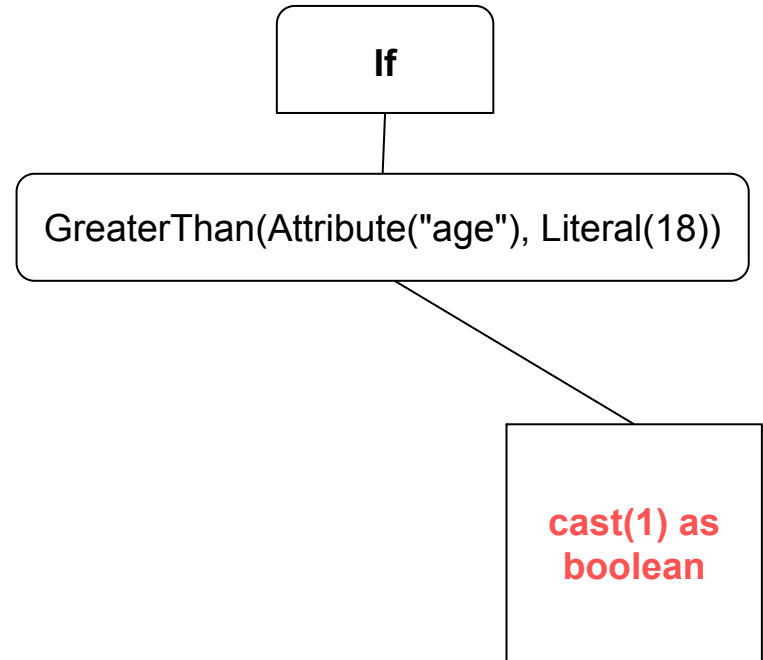 If
GreaterThan(Attribute("age"), Literal(18))
cast(1) as
boolean